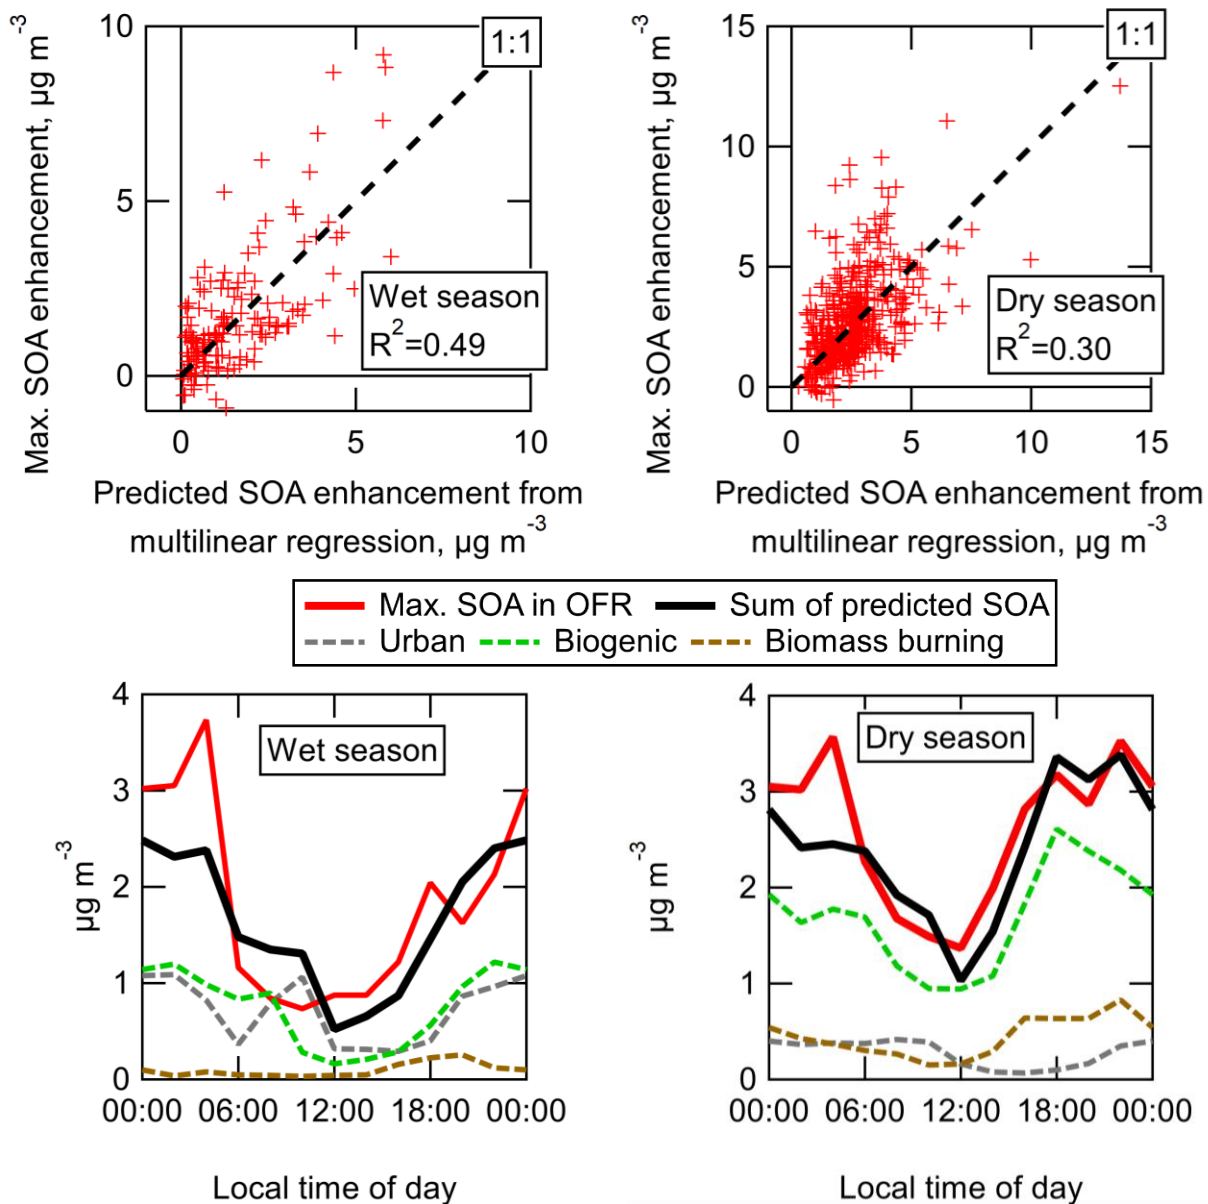 Max. SOA enhancement, µg m-3
10
5
0
1:1
Wet season
R2=0.49
0 5 10
Predicted SOA enhancement from
multilinear regression, µg m-3
Max. SOA enhancement, µg m-3
15
10
5
0
1:1
Dry season
R2=0.30
0 5 10 15
Predicted SOA enhancement from
multilinear regression, µg m-3
Max. SOA in OFR Sum of predicted SOA
Urban Biogenic Biomass burning
µg m-3
4
3
2
1
0
Wet season
00:00 06:00 12:00 18:00 00:00
Local time of day
µg m-3
4
3
2
1
0
Dry season
00:00 06:00 12:00 18:00 00:00
Local time of day